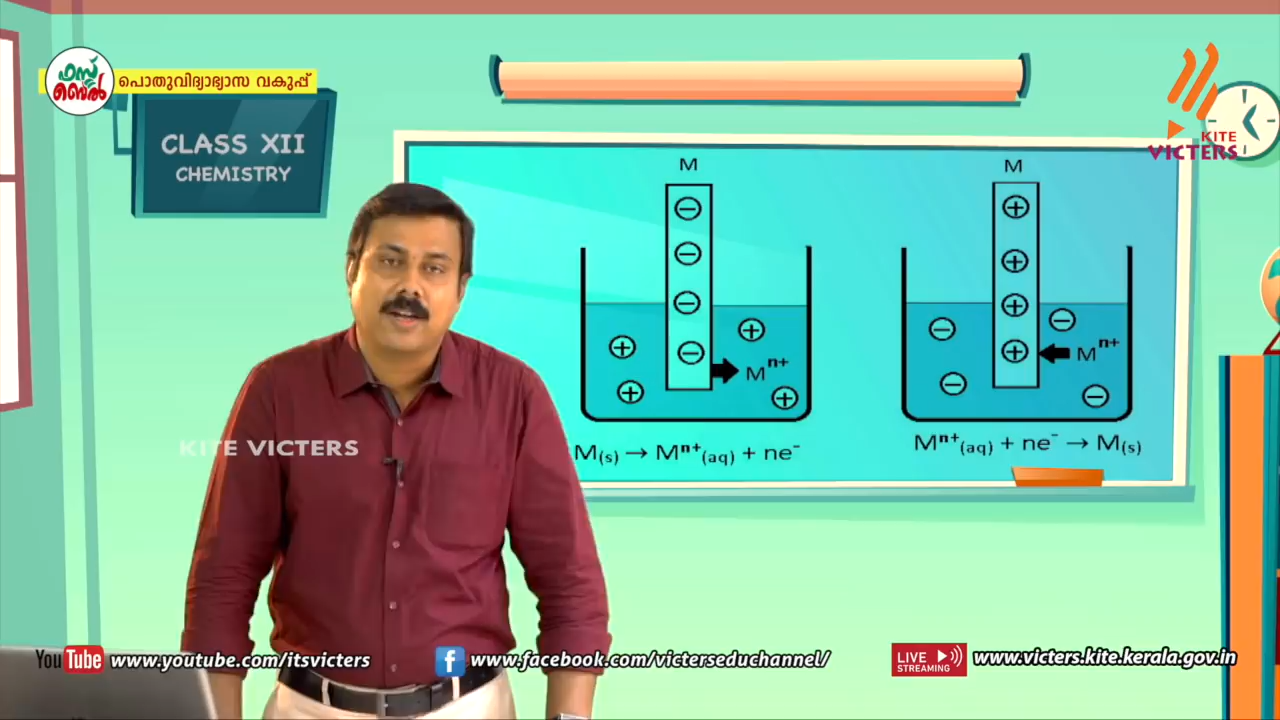 ഫസ്റ്റ്
ബെൽ
പൊതുവിദ്യാഭ്യാസ വകുപ്പ്
KITE
VICTERS
CLASS XII
CHEMISTRY
M
M
⊖
⊖
⊖
⊖
⊕
⊕
⊕
⊕
Mⁿ⁺
⊕
⊕
⊕
⊕
⊖
⊖
⊖
⊖
Mⁿ⁺
M₍s₎ → Mⁿ⁺₍aq₎ + ne⁻
Mⁿ⁺₍aq₎ + ne⁻ → M₍s₎
KITE VICTERS
YouTube www.youtube.com/itsvicters
f www.facebook.com/victerseduchannel/
LIVE STREAMING www.victers.kite.kerala.gov.in